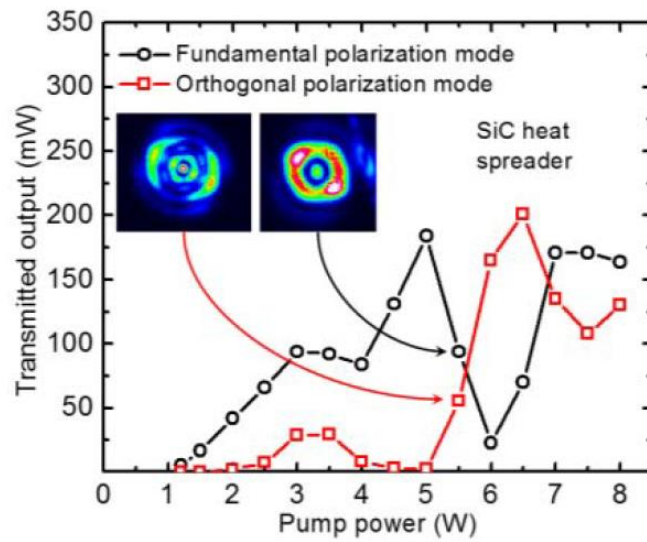 350
300
250
200
150
100
50
0 1 2 3 4 5 6 7 8
Transmitted output (mW)
Pump power (W)
Fundamental polarization mode
Orthogonal polarization mode
SiC heat
spreader